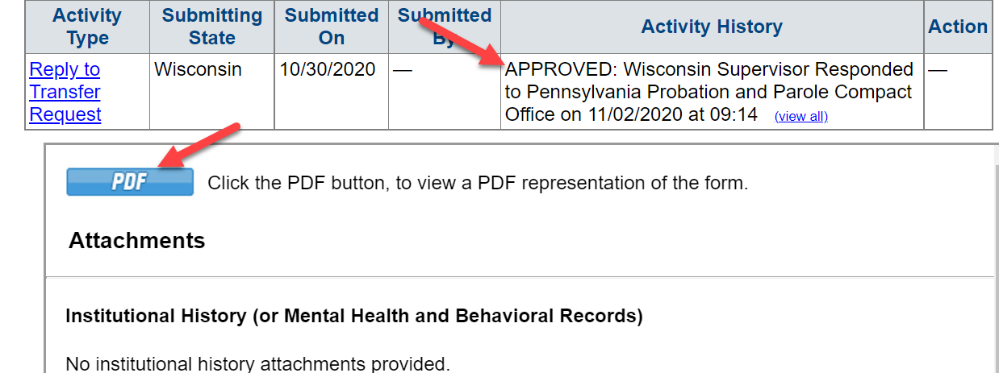 Activity Type Submitting State Submitted On Submitted By Activity History Action
Reply to Transfer Request Wisconsin 10/30/2020 — APPROVED: Wisconsin Supervisor Responded to Pennsylvania Probation and Parole Compact Office on 11/02/2020 at 09:14 (view all) —
PDF Click the PDF button, to view a PDF representation of the form.
Attachments
Institutional History (or Mental Health and Behavioral Records)
No institutional history attachments provided.